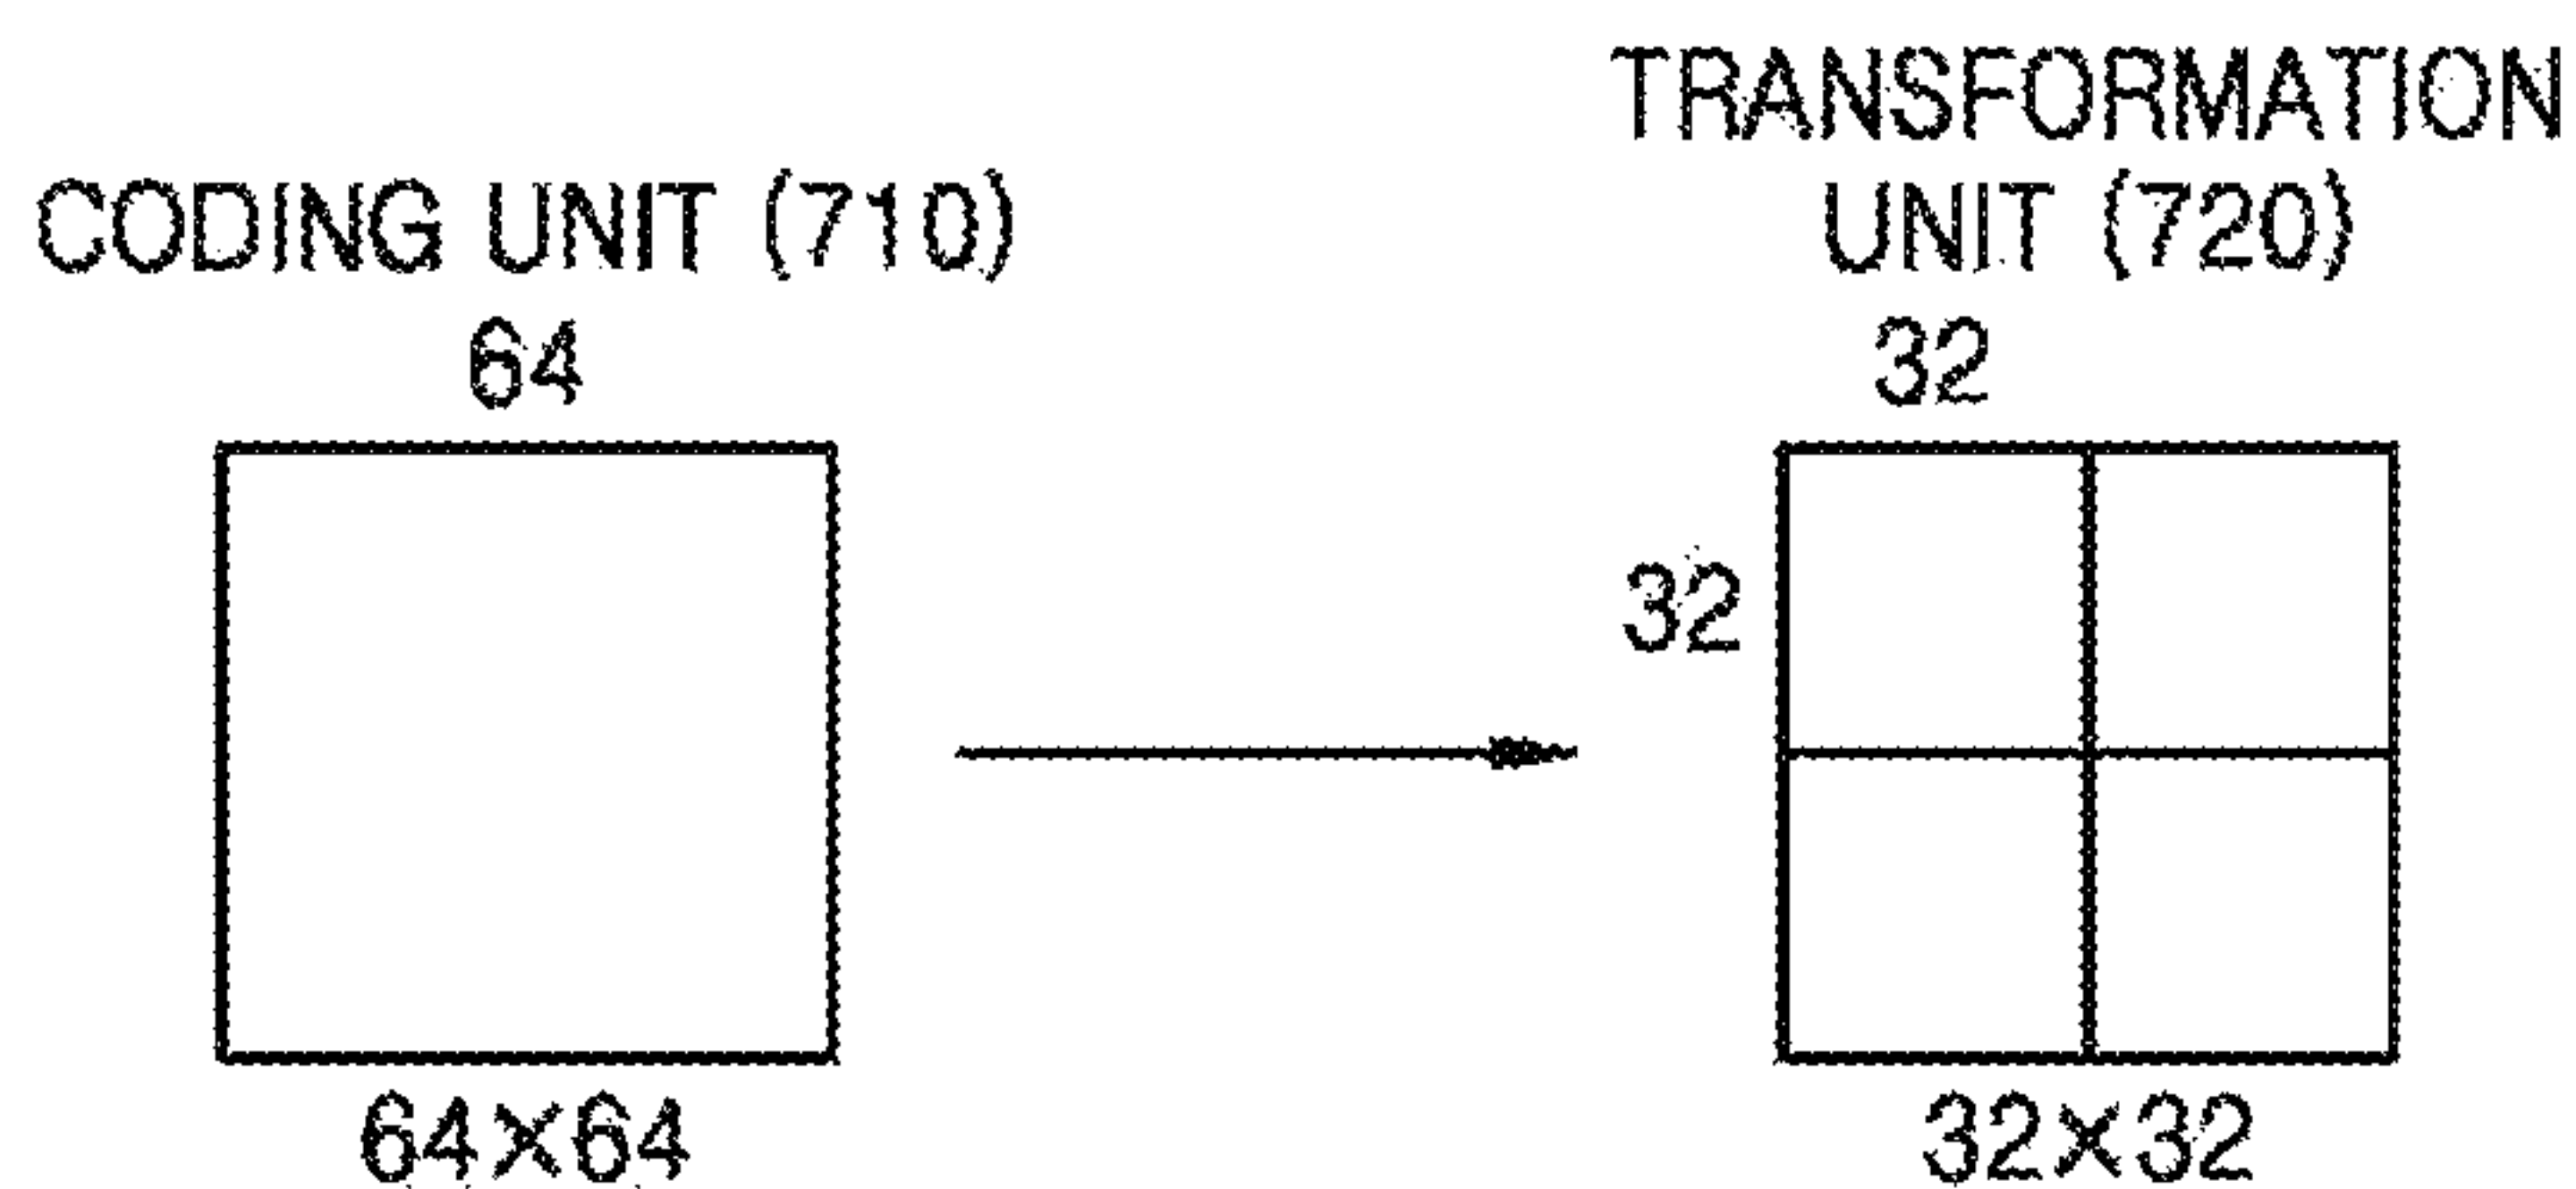 CODING UNIT (710)
64
64×64
TRANSFORMATION
UNIT (720)
32
32
32×32